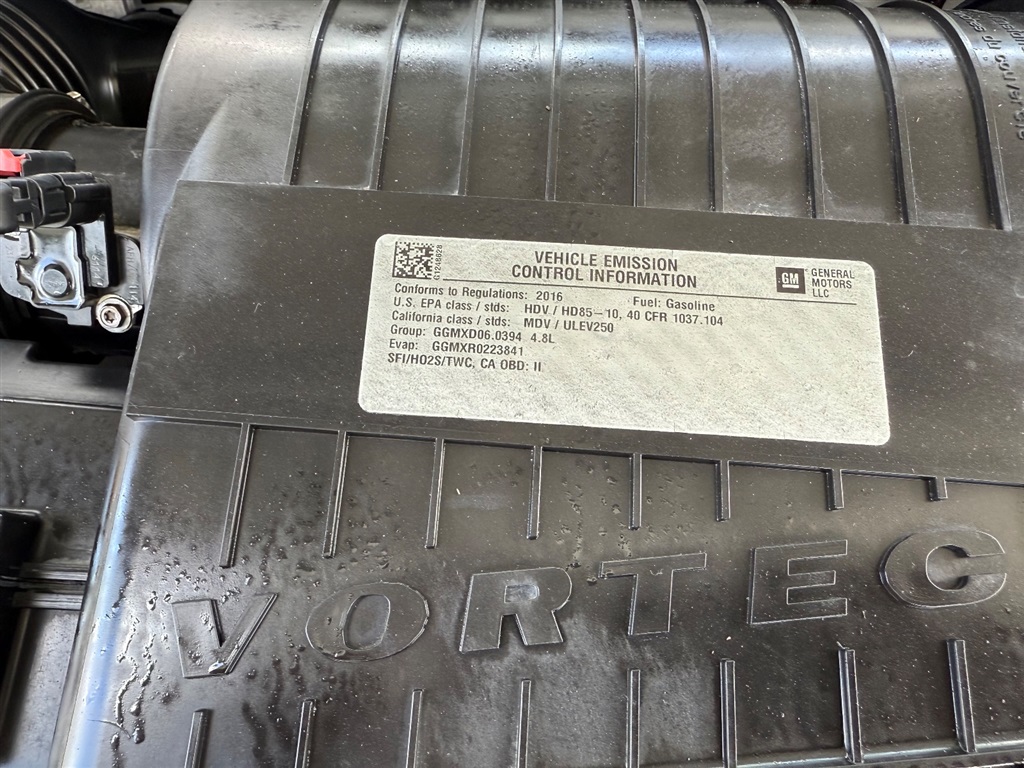 VEHICLE EMISSION
CONTROL INFORMATION
GM
GENERAL
MOTORS
LLC
Conforms to Regulations: 2016 Fuel: Gasoline
U.S. EPA class / stds: HDV / HD85-10, 40 CFR 1037.104
California class / stds: MDV / ULEV250
Group: GGMXD06.0394 4.8L
Evap: GGMXR0223841
SFI/HO2S/TWC, CA OBD: II
VORTEC